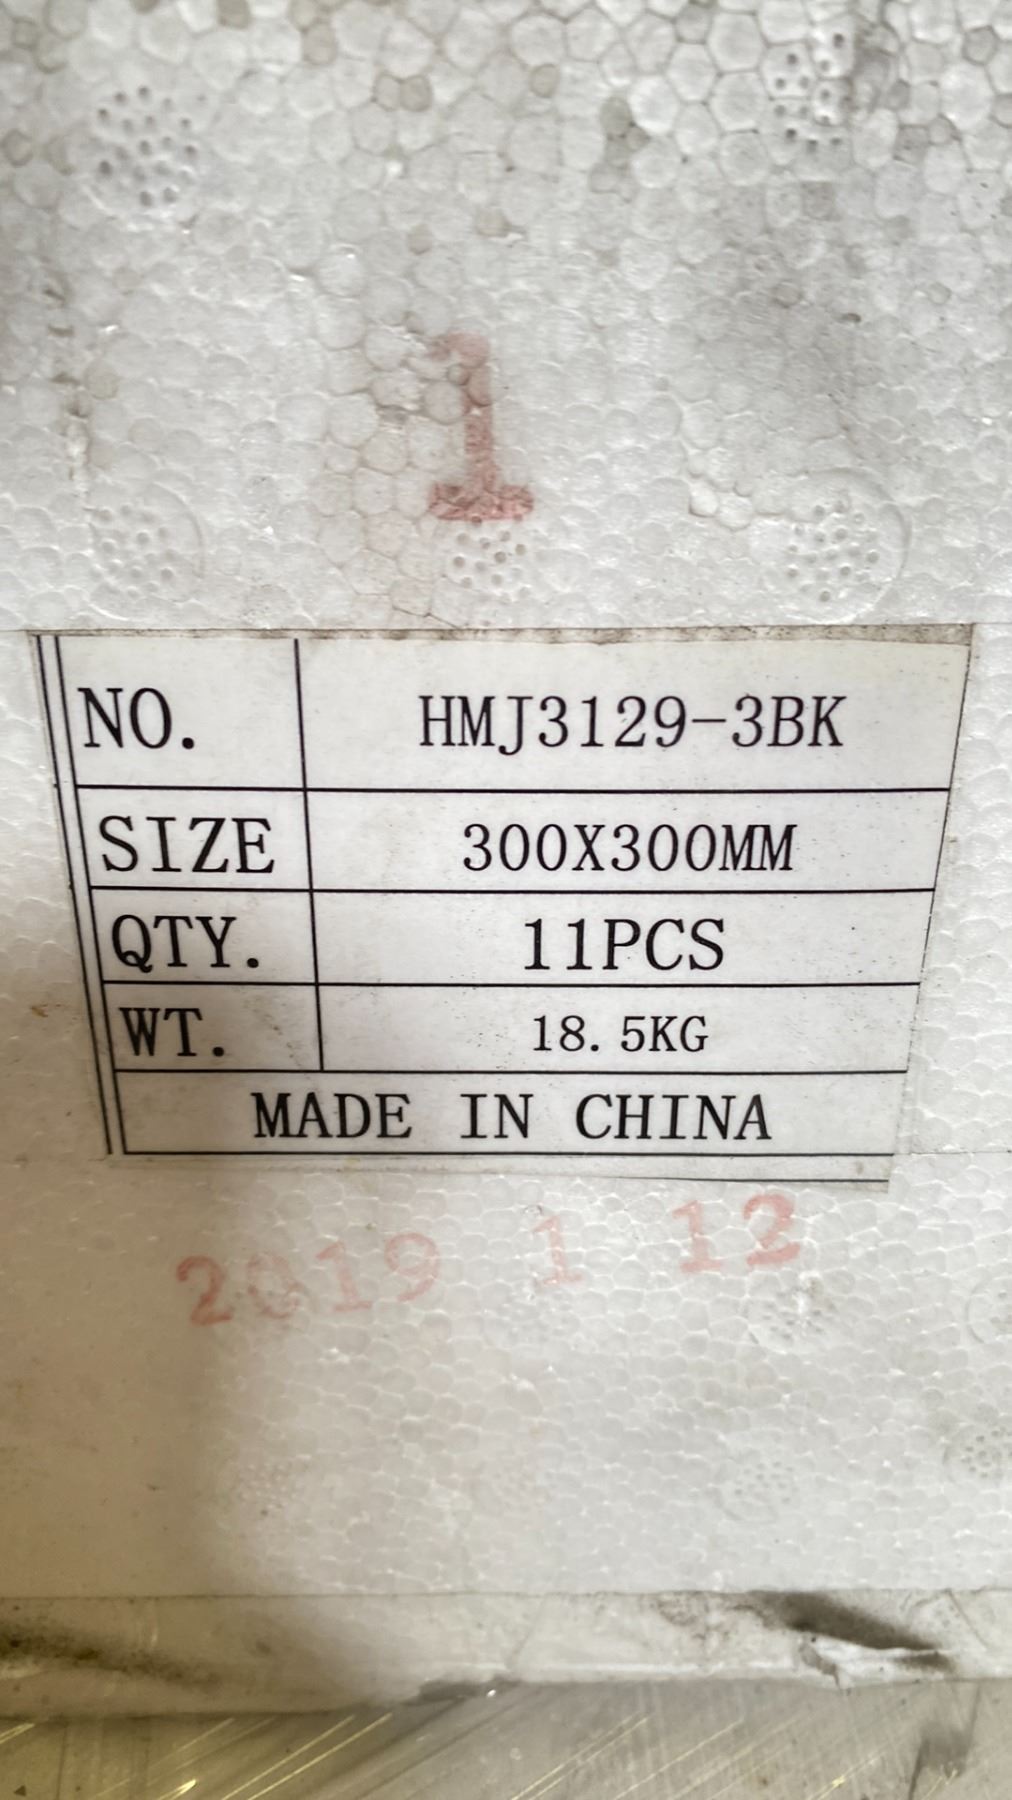 1
NO. HMJ3129-3BK
SIZE 300X300MM
QTY. 11PCS
WT. 18.5KG
MADE IN CHINA
2019 1 12